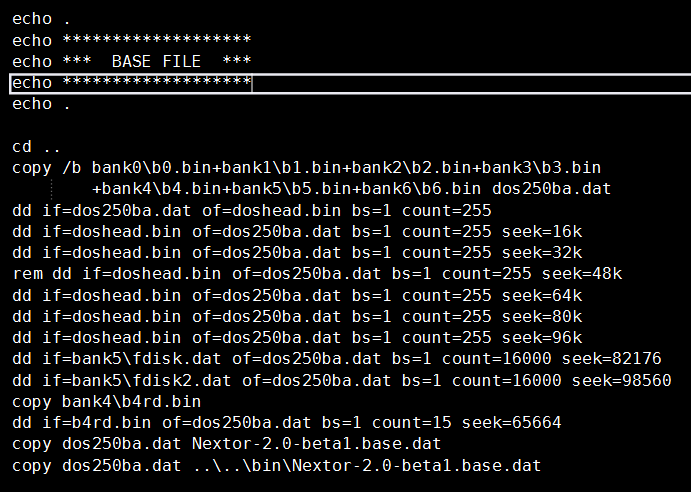 echo .
echo *******************
echo ***  BASE FILE  ***
echo *******************
echo .
cd ..
copy /b bank0\b0.bin+bank1\b1.bin+bank2\b2.bin+bank3\b3.bin
+bank4\b4.bin+bank5\b5.bin+bank6\b6.bin dos250ba.dat
dd if=dos250ba.dat of=doshead.bin bs=1 count=255
dd if=doshead.bin of=dos250ba.dat bs=1 count=255 seek=16k
dd if=doshead.bin of=dos250ba.dat bs=1 count=255 seek=32k
rem dd if=doshead.bin of=dos250ba.dat bs=1 count=255 seek=48k
dd if=doshead.bin of=dos250ba.dat bs=1 count=255 seek=64k
dd if=doshead.bin of=dos250ba.dat bs=1 count=255 seek=80k
dd if=doshead.bin of=dos250ba.dat bs=1 count=255 seek=96k
dd if=bank5\fdisk.dat of=dos250ba.dat bs=1 count=16000 seek=82176
dd if=bank5\fdisk2.dat of=dos250ba.dat bs=1 count=16000 seek=98560
copy bank4\b4rd.bin
dd if=b4rd.bin of=dos250ba.dat bs=1 count=15 seek=65664
copy dos250ba.dat Nextor-2.0-beta1.base.dat
copy dos250ba.dat ..\..\bin\Nextor-2.0-beta1.base.dat